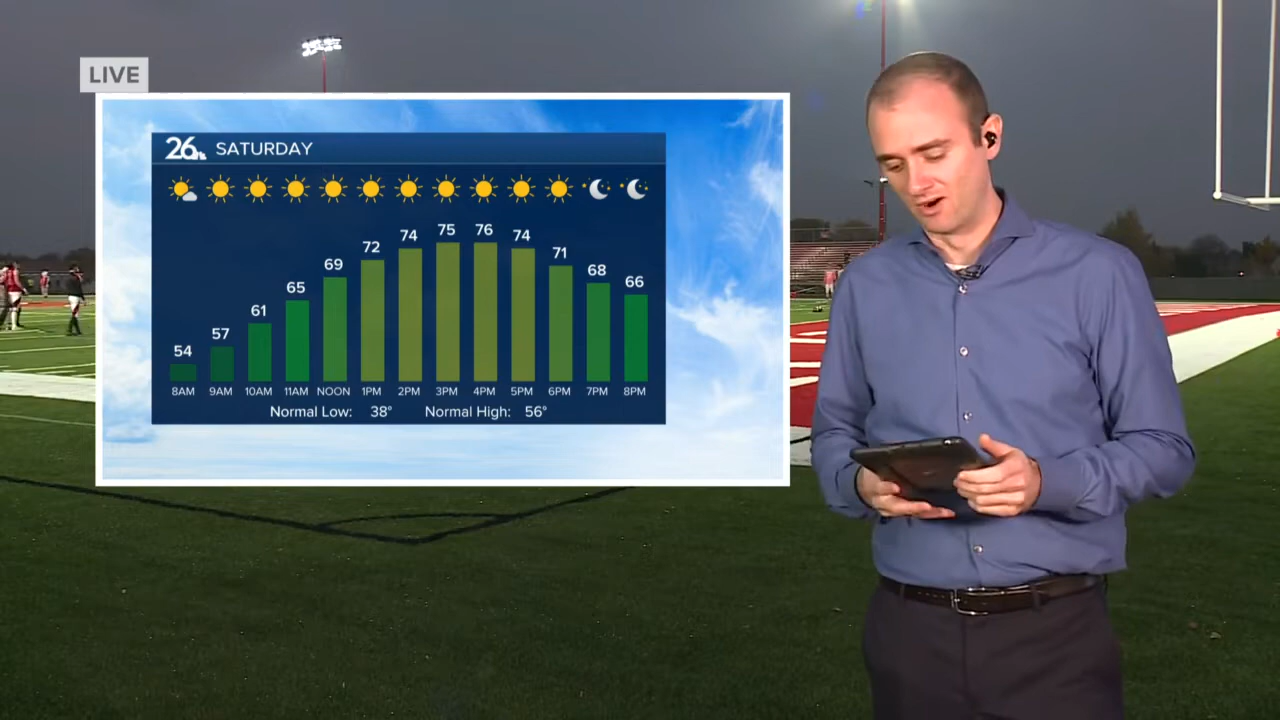 LIVE
26 SATURDAY
54 57 61 65 69 72 74 75 76 74 71 68 66
8AM 9AM 10AM 11AM NOON 1PM 2PM 3PM 4PM 5PM 6PM 7PM 8PM
Normal Low: 38° Normal High: 56°